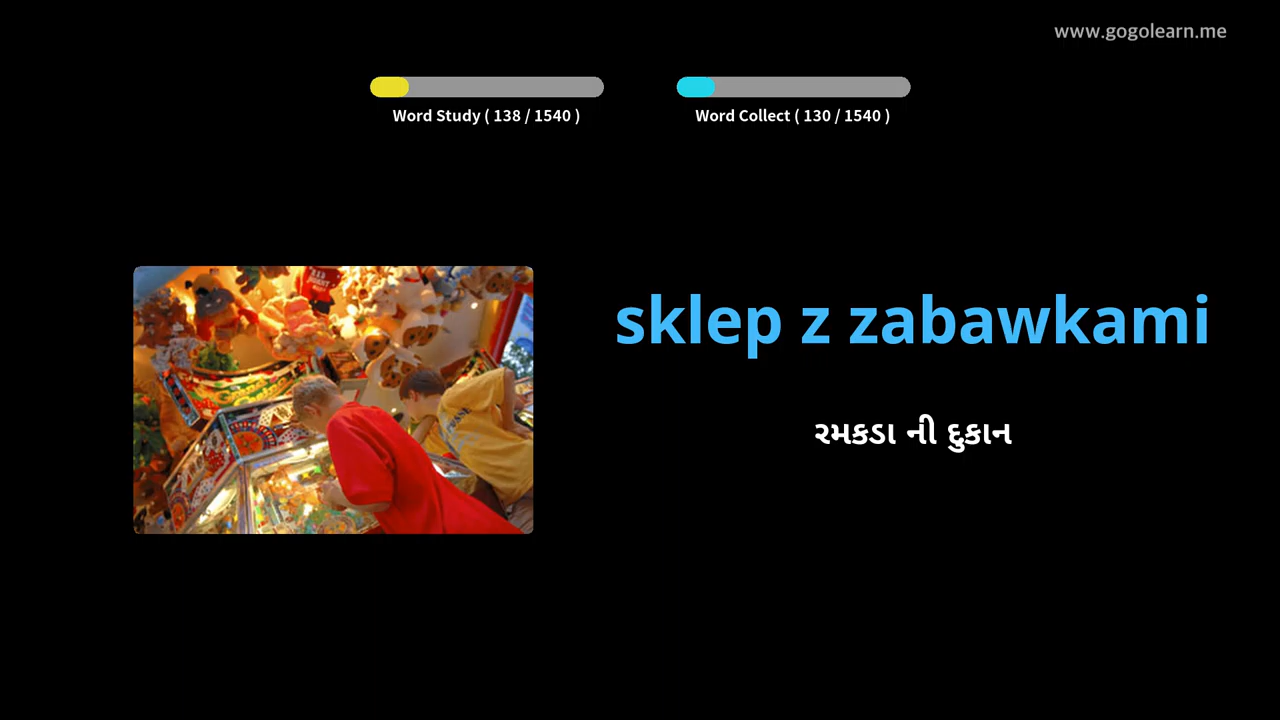 www.gogolearn.me
Word Study ( 138 / 1540 )
Word Collect ( 130 / 1540 )
sklep z zabawkami
રમકડા ની દુકાન